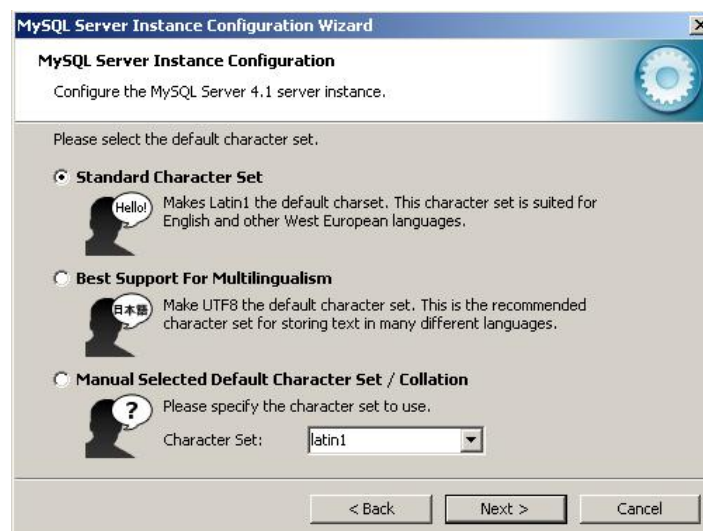 MySQL Server Instance Configuration Wizard
MySQL Server Instance Configuration
Configure the MySQL Server 4.1 server instance.
Please select the default character set.
Standard Character Set
Hello!
Makes Latin1 the default charset. This character set is suited for
English and other West European languages.
Best Support For Multilingualism
日本語
Make UTF8 the default character set. This is the recommended
character set for storing text in many different languages.
Manual Selected Default Character Set / Collation
?
Please specify the character set to use.
Character Set: latin1
< Back Next > Cancel